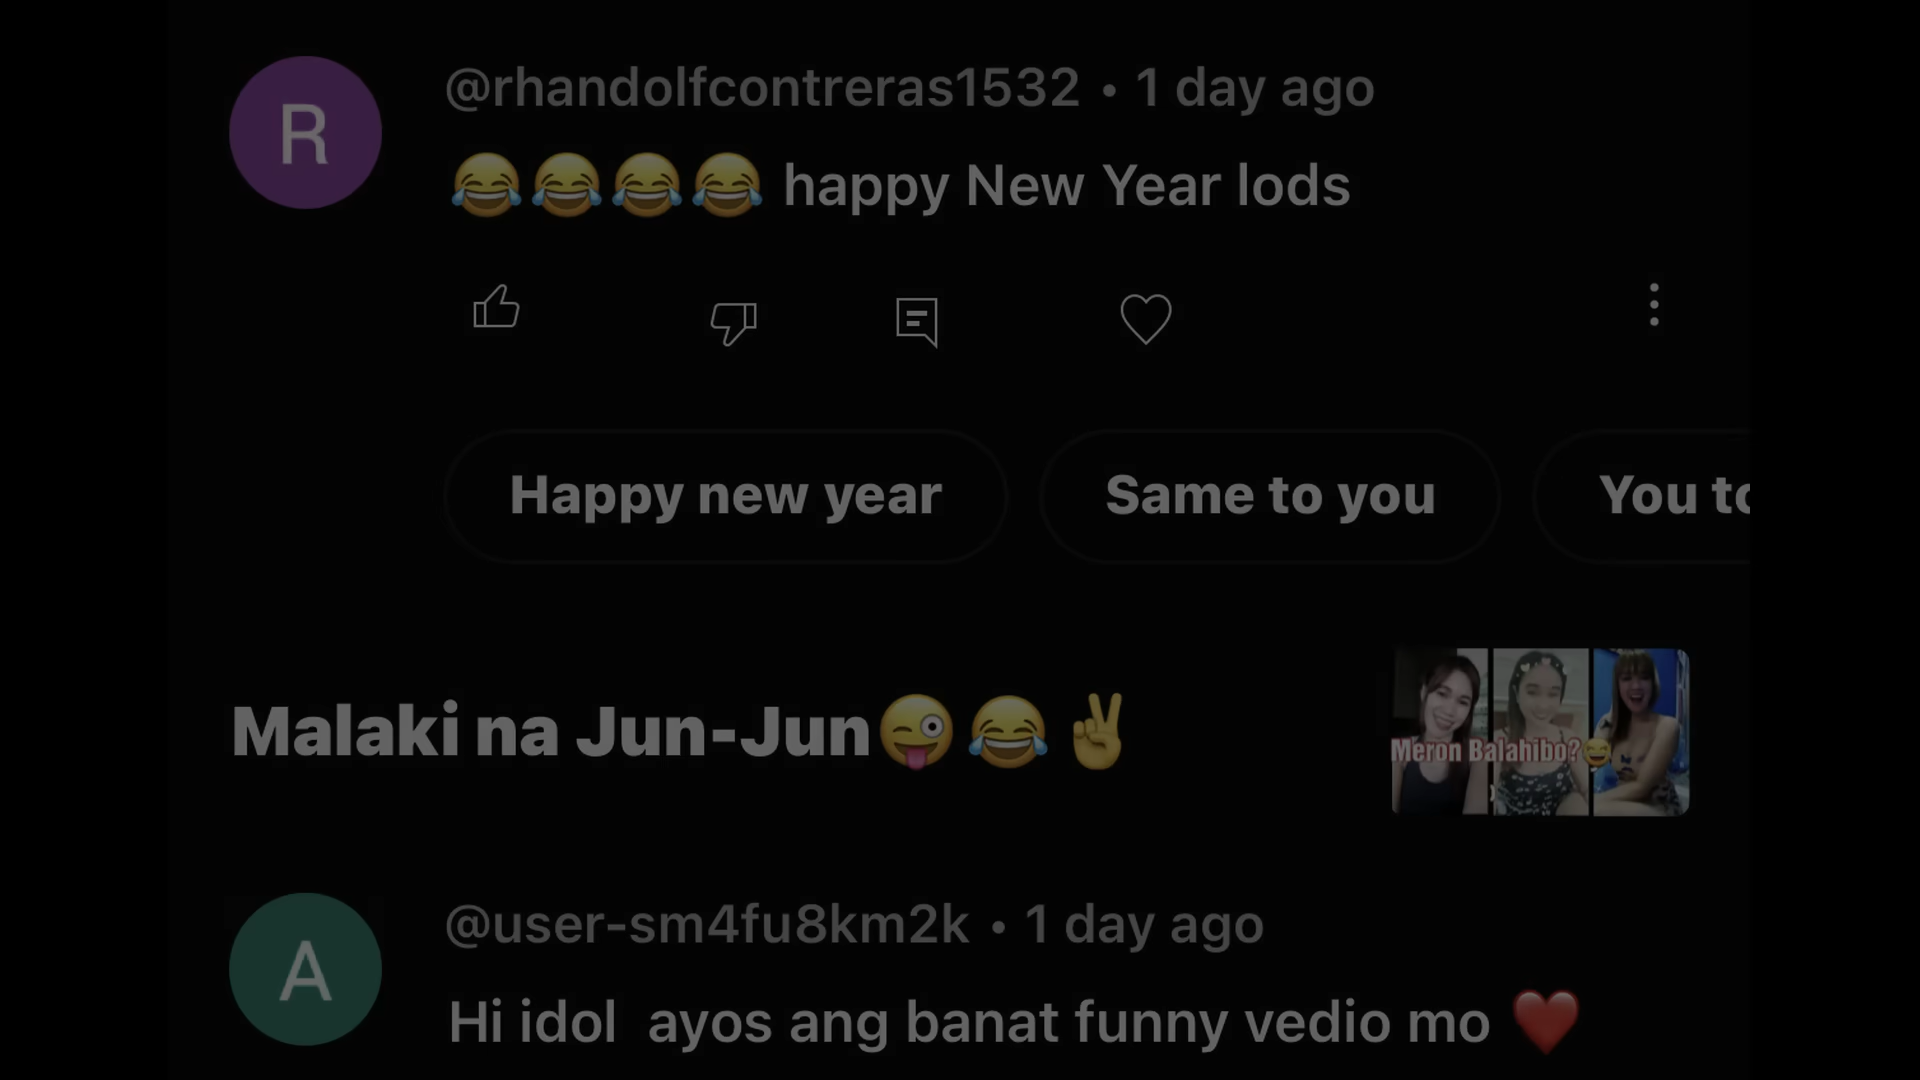 R
@rhandolfcontreras1532 • 1 day ago
😂😂😂😂 happy New Year lods
Happy new year
Same to you
You to
Malaki na Jun-Jun😜😂✌
Meron Balahibo?😆
A
@user-sm4fu8km2k • 1 day ago
Hi idol ayos ang banat funny vedio mo ❤️